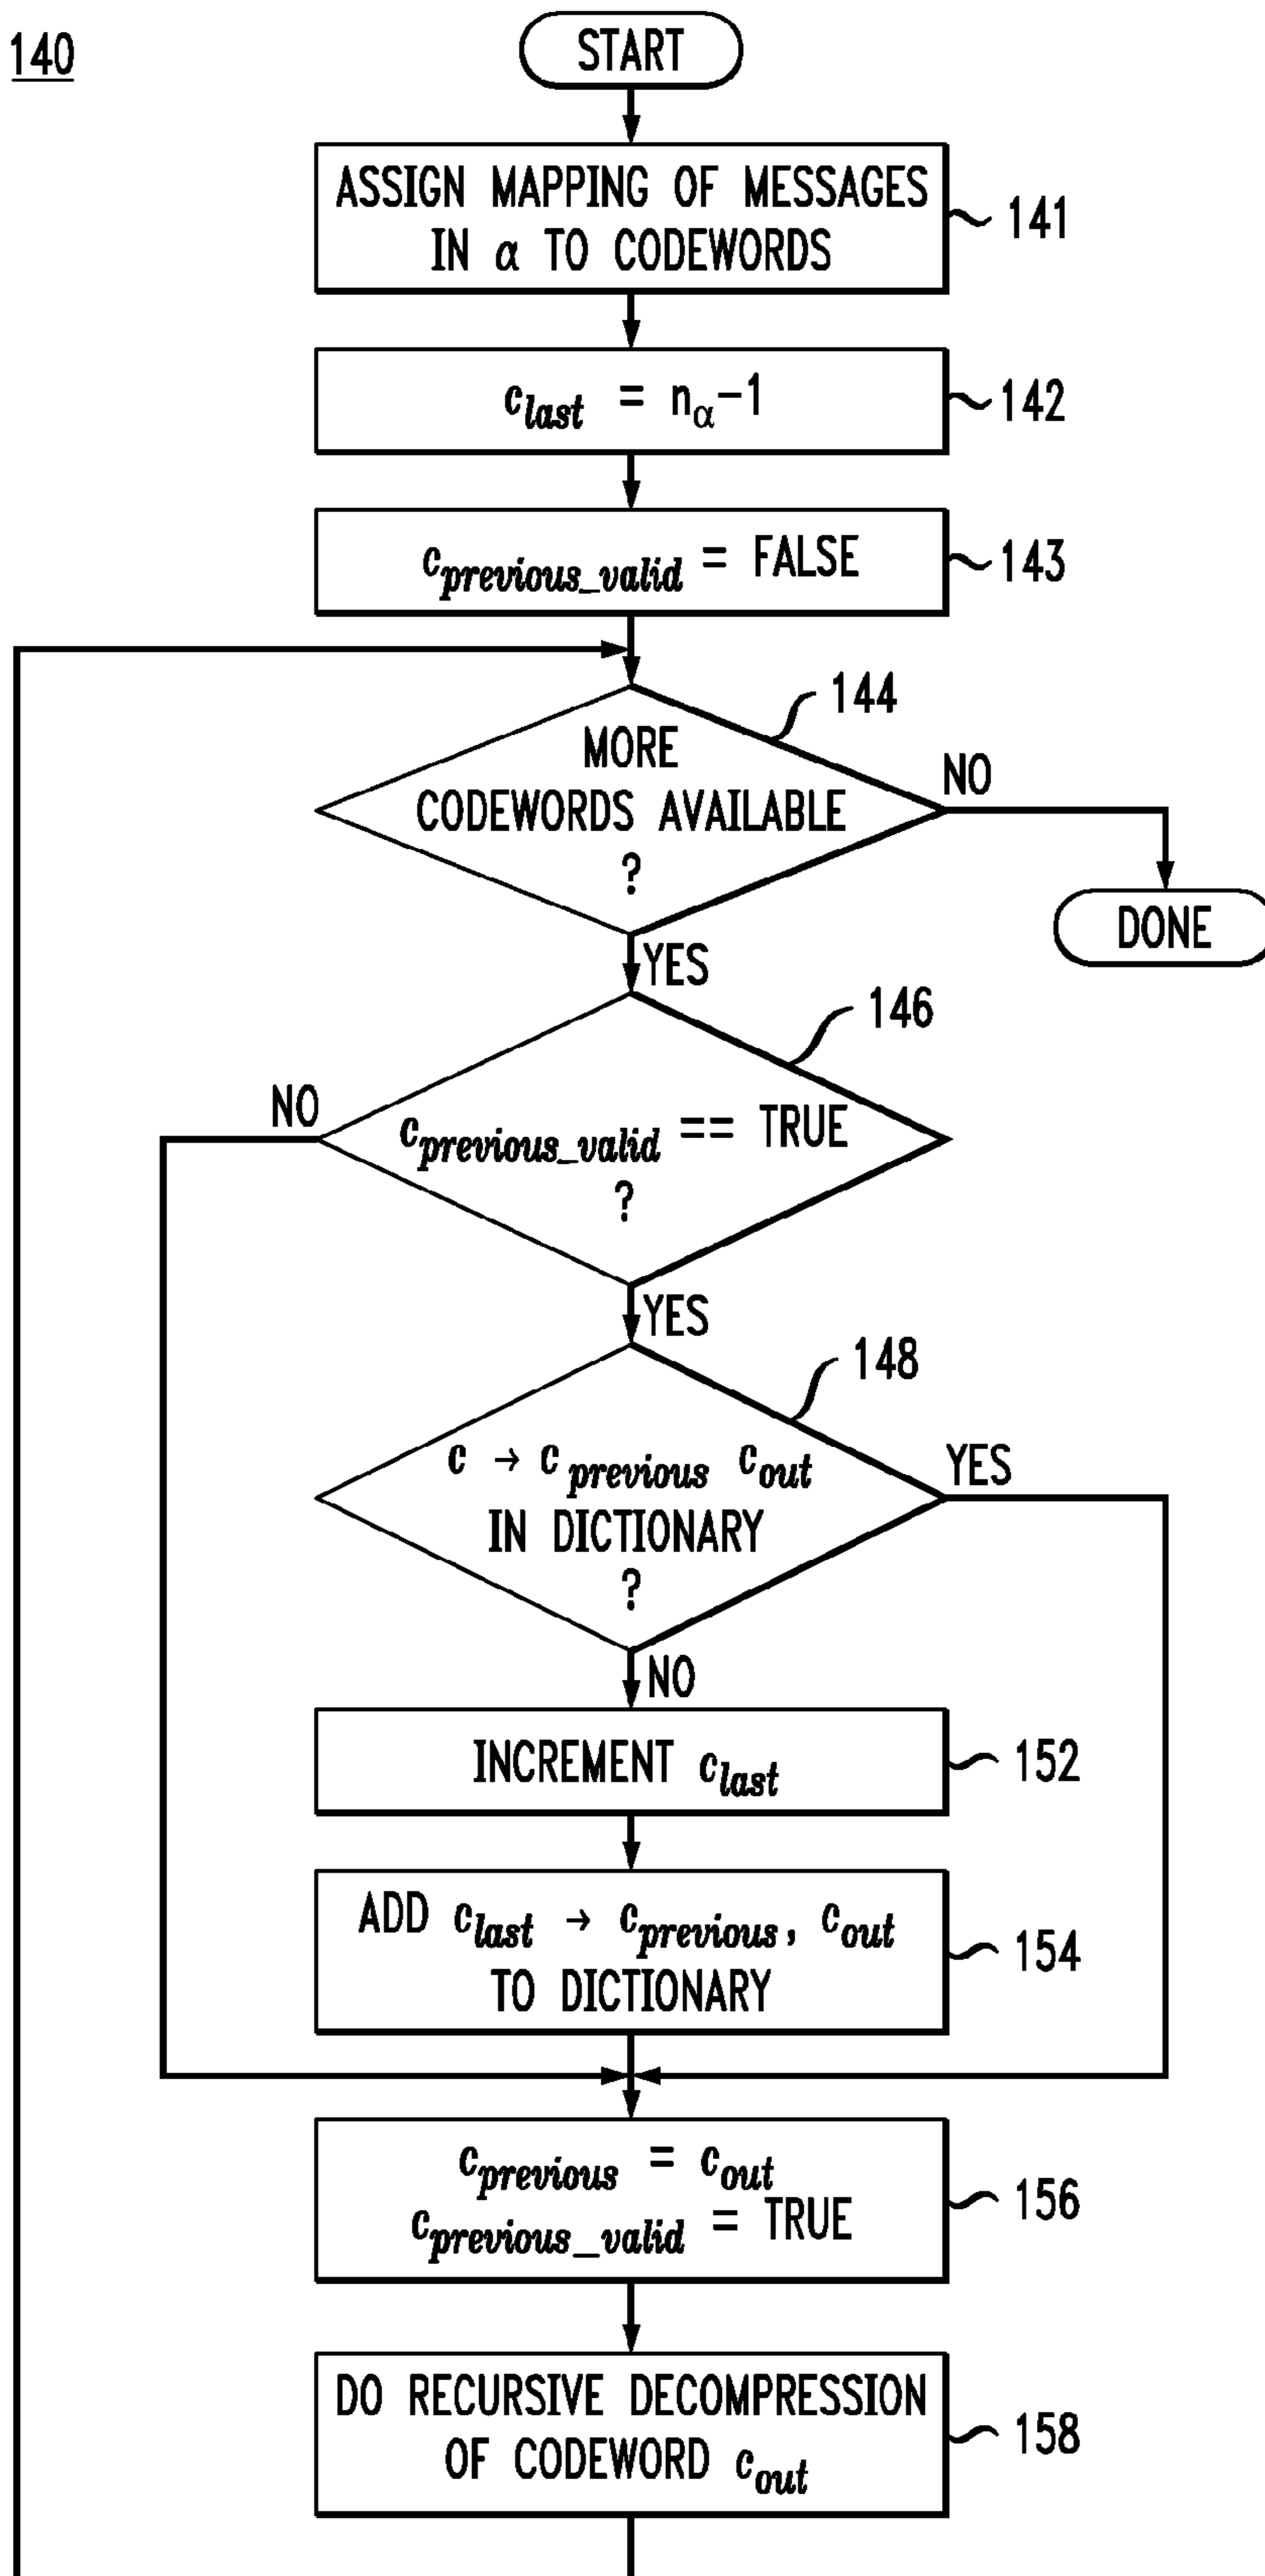 140
START
ASSIGN MAPPING OF MESSAGES
IN α TO CODEWORDS
141
c_last = n_α-1
142
c_previous_valid = FALSE
143
144
MORE
CODEWORDS AVAILABLE
?
NO
DONE
YES
146
NO
c_previous_valid == TRUE
?
YES
148
c → c_previous c_out
IN DICTIONARY
?
YES
NO
INCREMENT c_last
152
ADD c_last → c_previous, c_out
TO DICTIONARY
154
c_previous = c_out
c_previous_valid = TRUE
156
DO RECURSIVE DECOMPRESSION
OF CODEWORD c_out
158